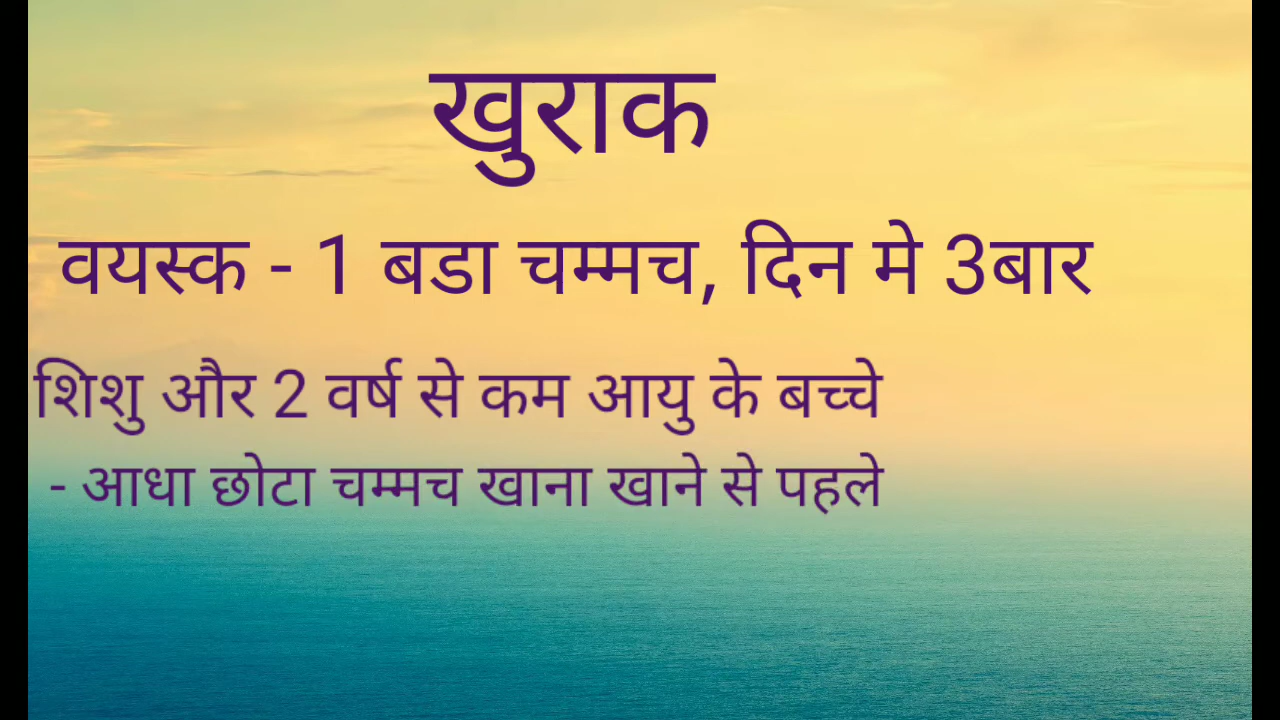 खुराक
वयस्क - 1 बडा चम्मच, दिन मे 3बार
शिशु और 2 वर्ष से कम आयु के बच्चे
- आधा छोटा चम्मच खाना खाने से पहले